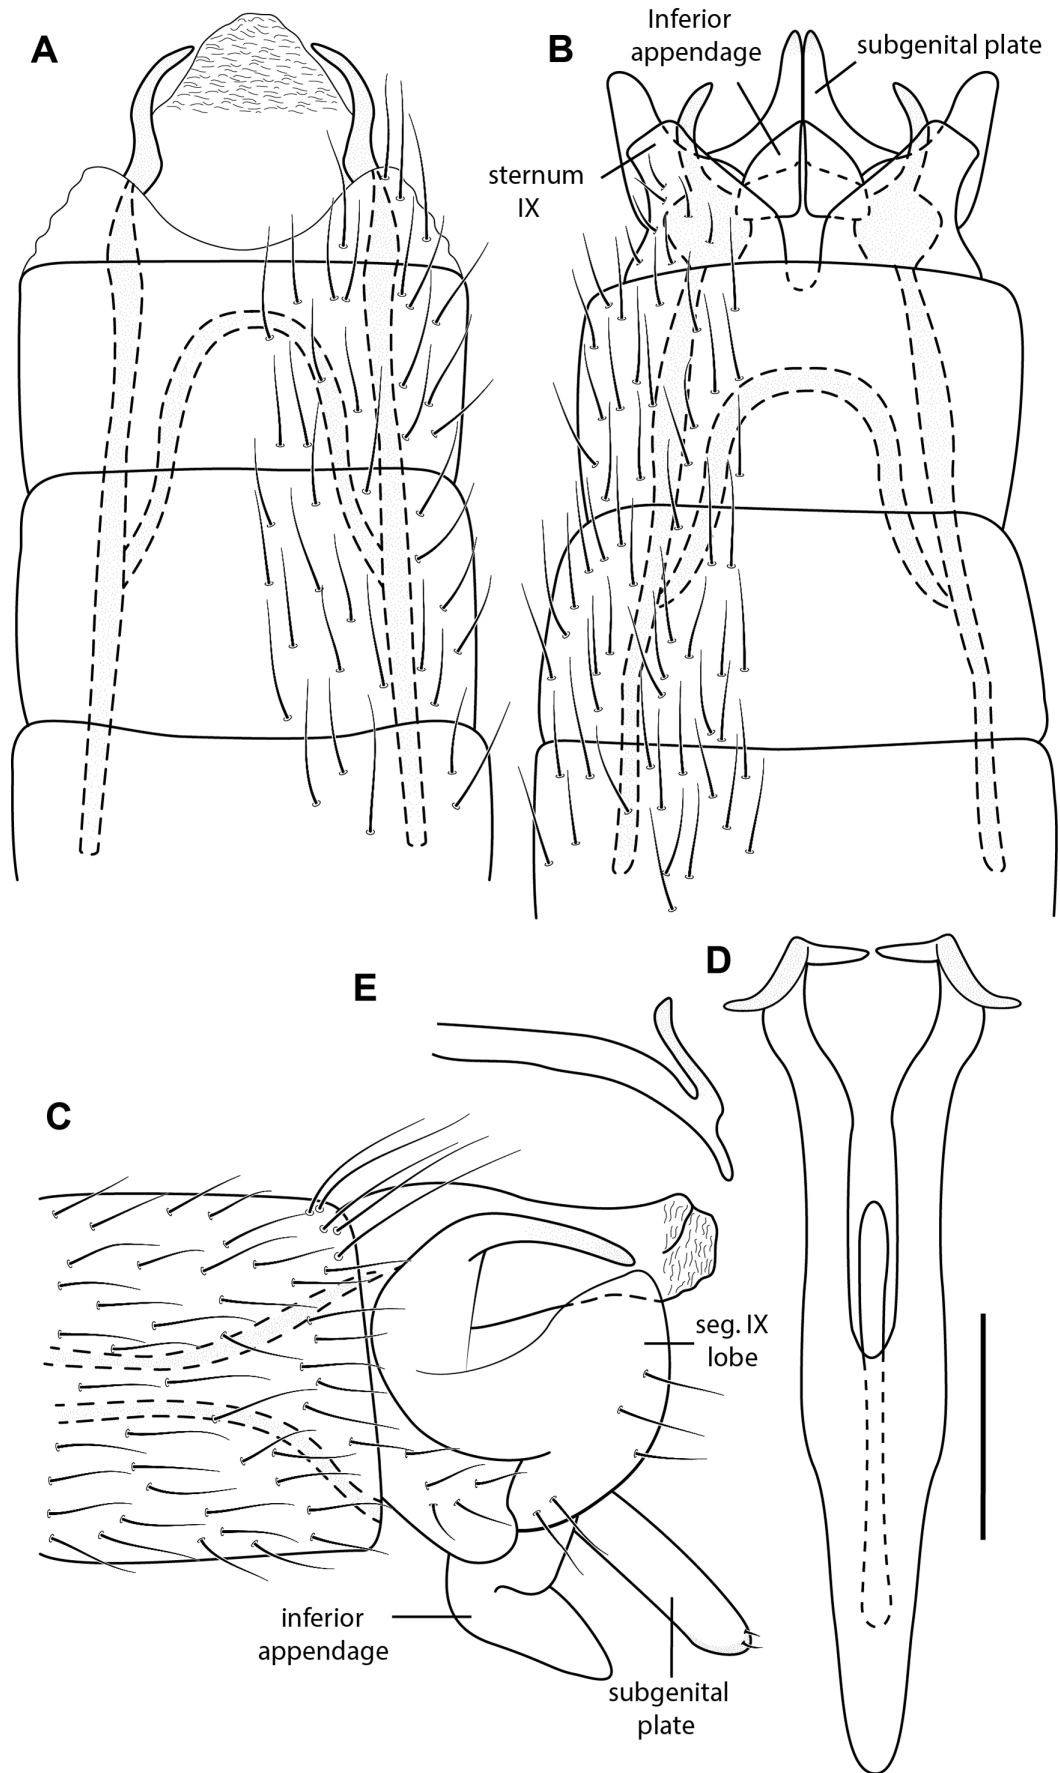 A
B
Inferior
appendage
subgenital plate
sternum
IX
E
D
C
seg. IX
lobe
inferior
appendage
subgenital
plate